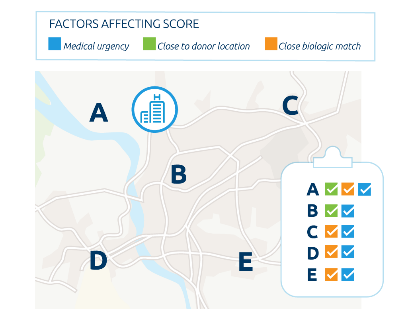 FACTORS AFFECTING SCORE
Medical urgency Close to donor location Close biologic match
H
A
C
B
D
E
A
B
C
D
E